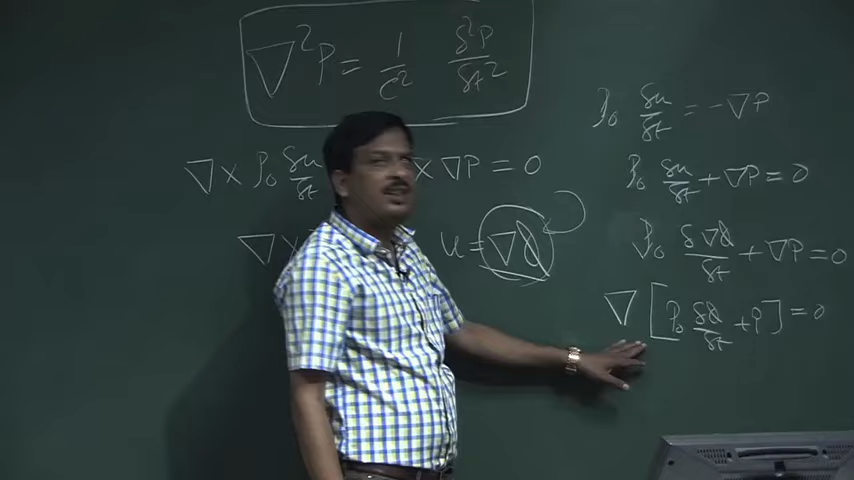 ∇²P = 1/c² δ²P/δt²
∇× ρ₀ δu/δt × ∇P = 0
∇×
u = ∇ϕ
ρ₀ δu/δt = -∇P
ρ₀ δu/δt + ∇P = 0
ρ₀ δ∇ϕ/δt + ∇P = 0
∇ [ρ₀ δϕ/δt + P] = 0